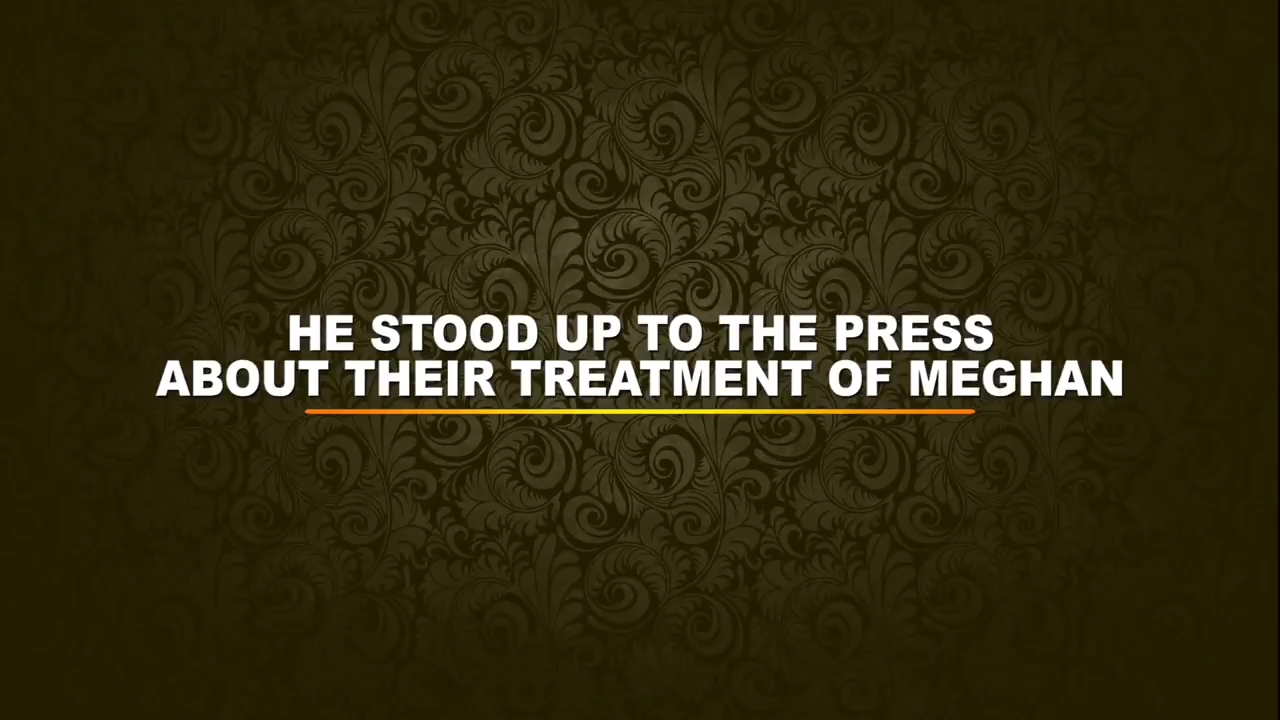 HE STOOD UP TO THE PRESS
ABOUT THEIR TREATMENT OF MEGHAN